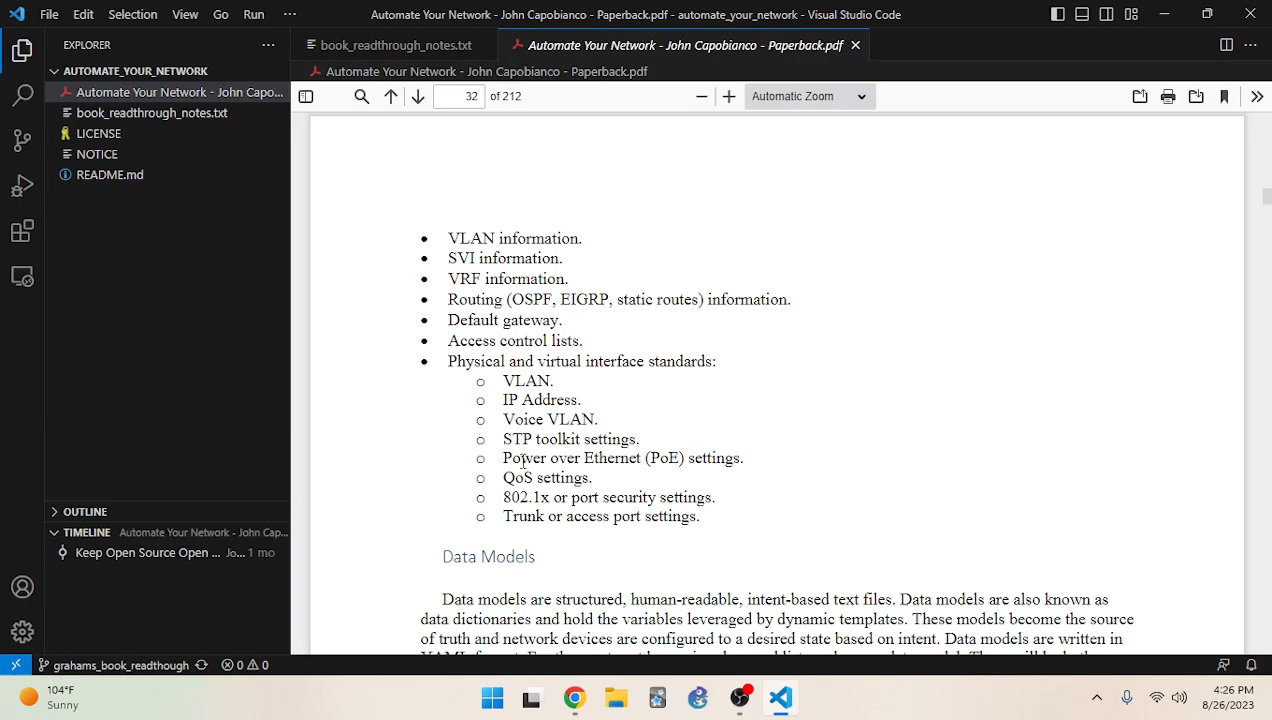 File Edit Selection View Go Run ··· Automate Your Network - John Capobianco - Paperback.pdf - automate_your_network - Visual Studio Code
EXPLORER ···
book_readthrough_notes.txt Automate Your Network - John Capobianco - Paperback.pdf
AUTOMATE_YOUR_NETWORK
Automate Your Network - John Capobianco - Paperback.pdf
Automate Your Network - John Capo...
book_readthrough_notes.txt
LICENSE
NOTICE
README.md
32 of 212 Automatic Zoom
• VLAN information.
• SVI information.
• VRF information.
• Routing (OSPF, EIGRP, static routes) information.
• Default gateway.
• Access control lists.
• Physical and virtual interface standards:
o VLAN.
o IP Address.
o Voice VLAN.
o STP toolkit settings.
o Power over Ethernet (PoE) settings.
o QoS settings.
o 802.1x or port security settings.
o Trunk or access port settings.
Data Models
Data models are structured, human-readable, intent-based text files. Data models are also known as
data dictionaries and hold the variables leveraged by dynamic templates. These models become the source
of truth and network devices are configured to a desired state based on intent. Data models are written in
OUTLINE
TIMELINE Automate Your Network - John Cap...
Keep Open Source Open ... Jo... 1 mo
grahams_book_readthough 0 0
104°F
Sunny
4:26 PM
8/26/2023